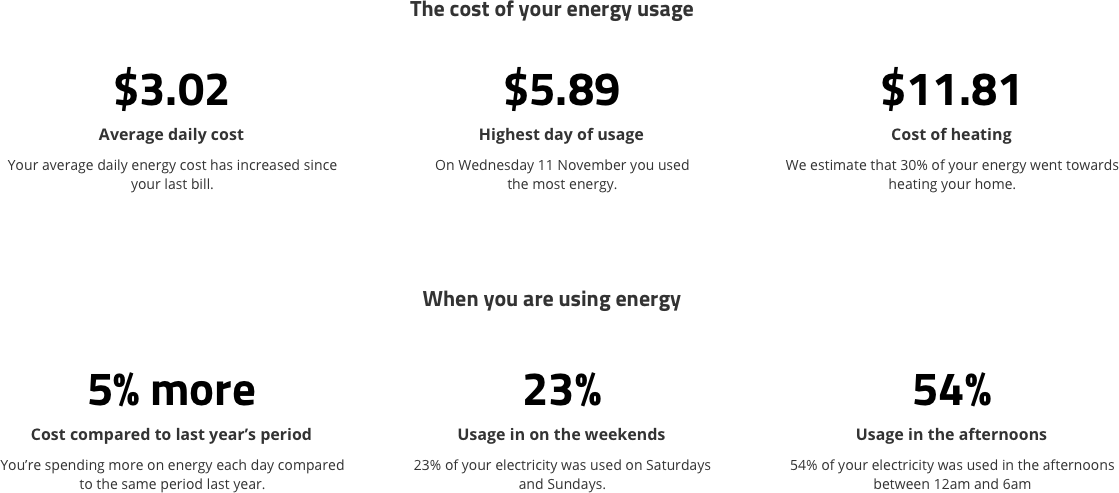 The cost of your energy usage
$3.02
$5.89
$11.81
Average daily cost
Highest day of usage
Cost of heating
Your average daily energy cost has increased since
your last bill.
On Wednesday 11 November you used
the most energy.
We estimate that 30% of your energy went towards
heating your home.
When you are using energy
5% more
23%
54%
Cost compared to last year’s period
Usage in on the weekends
Usage in the afternoons
You’re spending more on energy each day compared
to the same period last year.
23% of your electricity was used on Saturdays
and Sundays.
54% of your electricity was used in the afternoons
between 12am and 6am